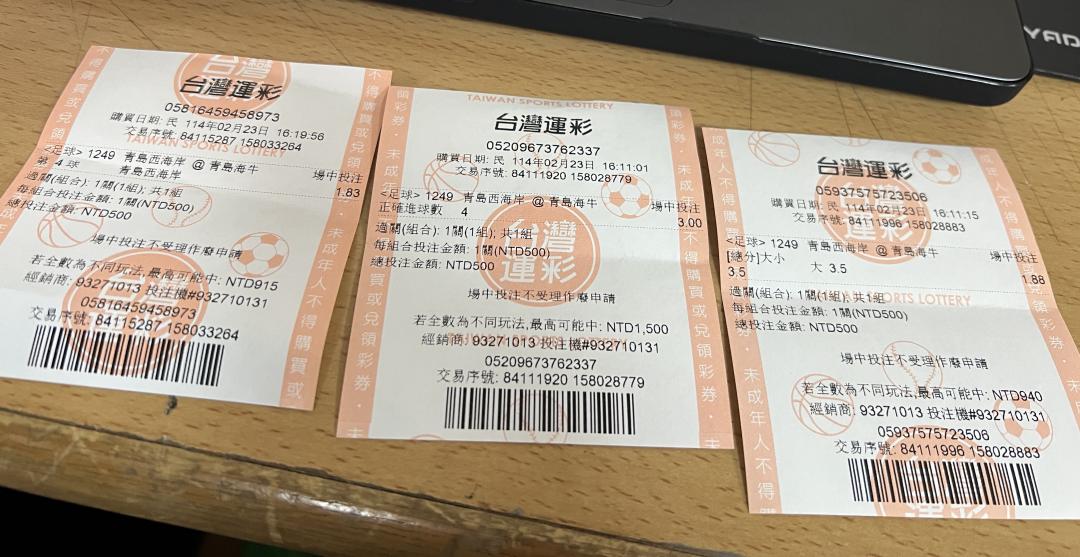 台灣運彩
05816459458973
購買日期: 民 114年02月23日 16:19:56
交易序號: 84115287 158033264
TAIWAN SPORTS LOTTERY
<足球> 1249 青島西海岸 @ 青島海牛 場中投注
第 4 球 青島西海岸 1.83
過關(組合): 1關(1組); 共1組
每組合投注金額: 1關(NTD500)
總投注金額: NTD500
場中投注不受理作廢申請
若全數為不同玩法,最高可能中: NTD915
經銷商: 93271013 投注機#932710131
05816459458973
交易序號: 84115287 158033264
不得購買或兌領彩券
未成年人不得購買或
TAIWAN SPORTS LOTTERY
台灣運彩
05209673762337
購買日期: 民 114年02月23日 16:11:01
交易序號: 84111920 158028779
<足球> 1249 青島西海岸 @ 青島海牛 場中投注
正確進球數 4 3.00
過關(組合): 1關(1組); 共1組
每組合投注金額: 1關(NTD500)
總投注金額: NTD500
台灣運彩
場中投注不受理作廢申請
若全數為不同玩法,最高可能中: NTD1,500
經銷商: 93271013 投注機#932710131
05209673762337
交易序號: 84111920 158028779
台灣運彩
05937575723506
購買日期: 民 114年02月23日 16:11:15
交易序號: 84111996 158028883
<足球> 1249 青島西海岸 @ 青島海牛 場中投注
[總分]大小 大 3.5 1.88
3.5
過關(組合): 1關(1組); 共1組
每組合投注金額: 1關(NTD500)
總投注金額: NTD500
場中投注不受理作廢申請
若全數為不同玩法,最高可能中: NTD940
經銷商: 93271013 投注機#932710131
05937575723506
交易序號: 84111996 158028883